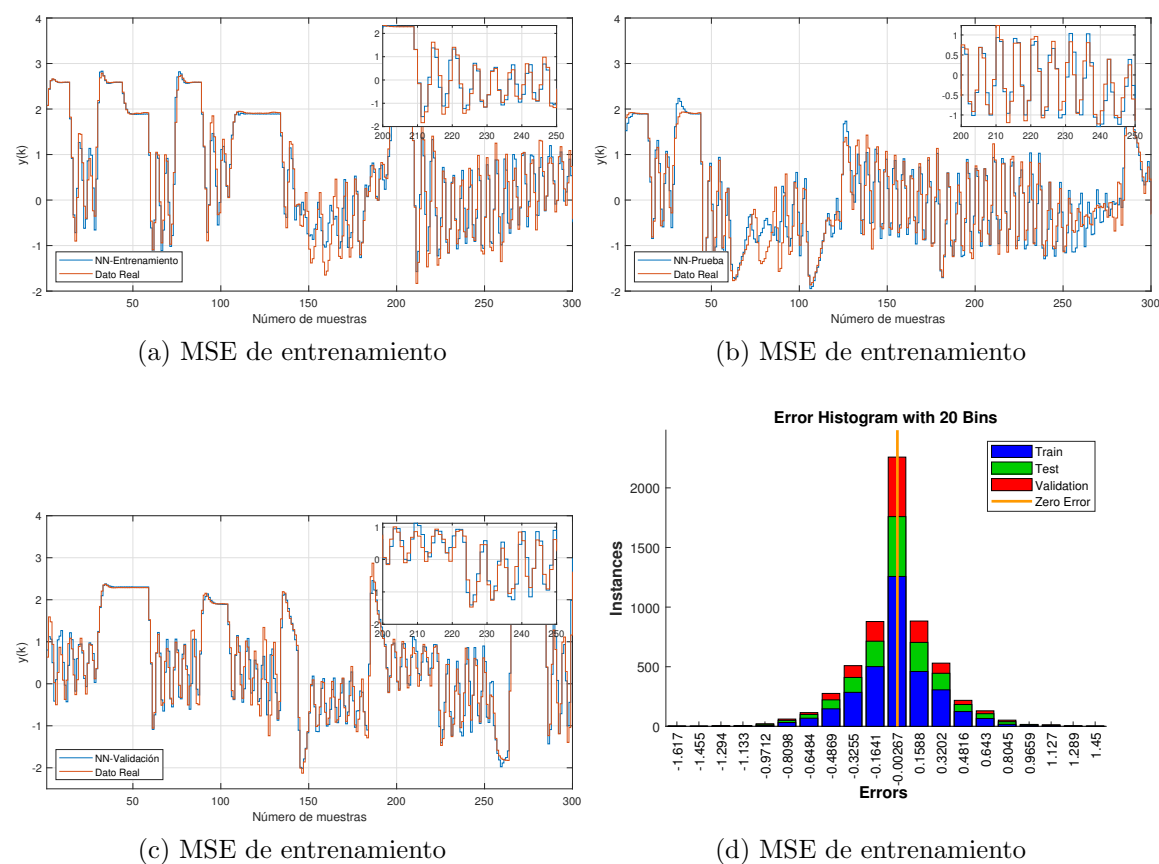 4
3
2
1
0
-1
-2
y(k)
50 100 150 200 250 300
Número de muestras
NN-Entrenamiento
Dato Real
2
1
0
-1
-2
200 210 220 230 240 250
(a) MSE de entrenamiento
4
3
2
1
0
-1
-2
y(k)
50 100 150 200 250 300
Número de muestras
NN-Prueba
Dato Real
1
0.5
0
-0.5
-1
200 210 220 230 240 250
(b) MSE de entrenamiento
4
3
2
1
0
-1
-2
y(k)
50 100 150 200 250 300
Número de muestras
NN-Validación
Dato Real
1
0
-1
-2
200 210 220 230 240 250
(c) MSE de entrenamiento
Error Histogram with 20 Bins
Train
Test
Validation
Zero Error
2000
1500
1000
500
0
Instances
-1.617
-1.455
-1.294
-1.133
-0.9712
-0.8098
-0.6484
-0.4869
-0.3255
-0.1641
-0.00267
0.1588
0.3202
0.4816
0.643
0.8045
0.9659
1.127
1.289
1.45
Errors
(d) MSE de entrenamiento